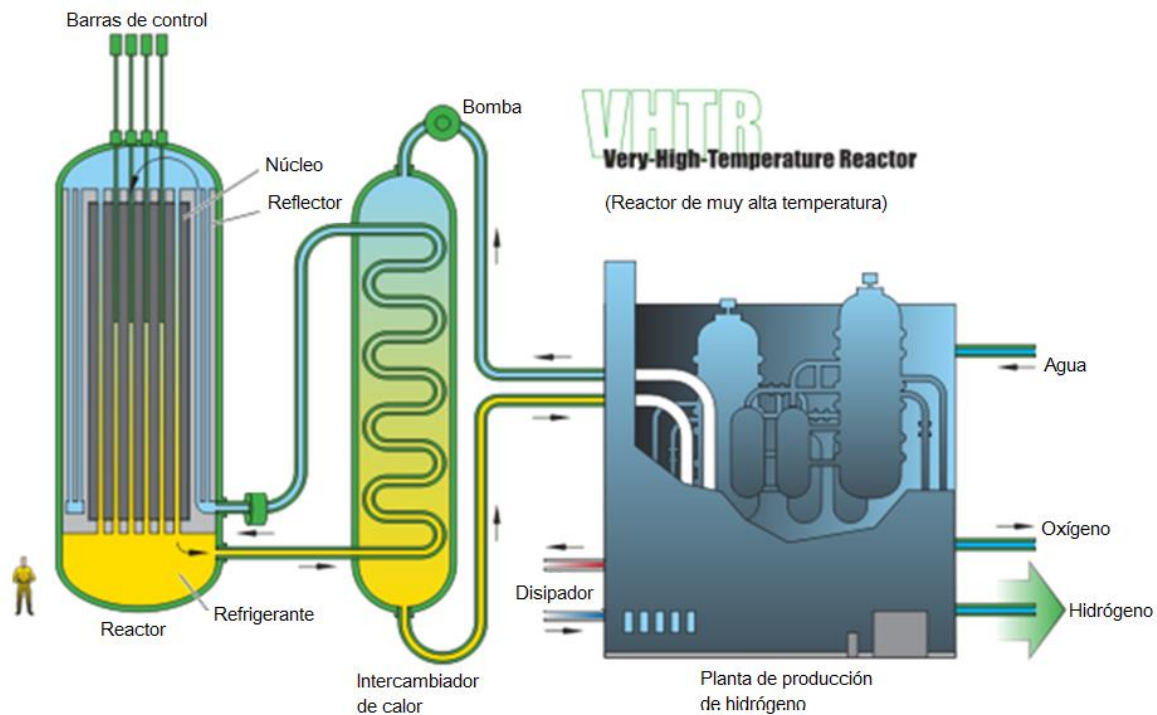 Barras de control
Bomba
VHTR
Very-High-Temperature Reactor
(Reactor de muy alta temperatura)
Núcleo
Reflector
Agua
Oxígeno
Disipador
Hidrógeno
Refrigerante
Reactor
Intercambiador
de calor
Planta de producción
de hidrógeno